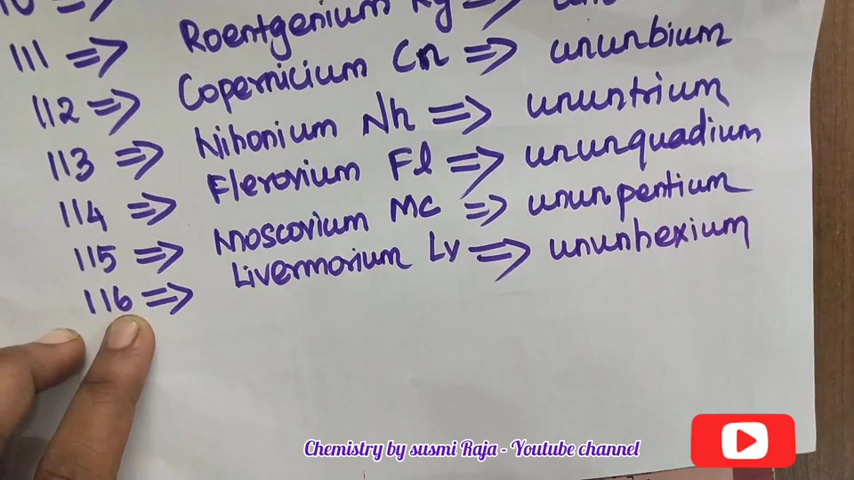 111 => Roentgenium Rg =>
112 => Copernicium Cn => ununbium
113 => Nihonium Nh => ununtrium
114 => Flerovium Fl => ununquadium
115 => Moscovium Mc => ununpentium
116 => Livermorium Lv => ununhexium
Chemistry by susmi Raja - Youtube channel